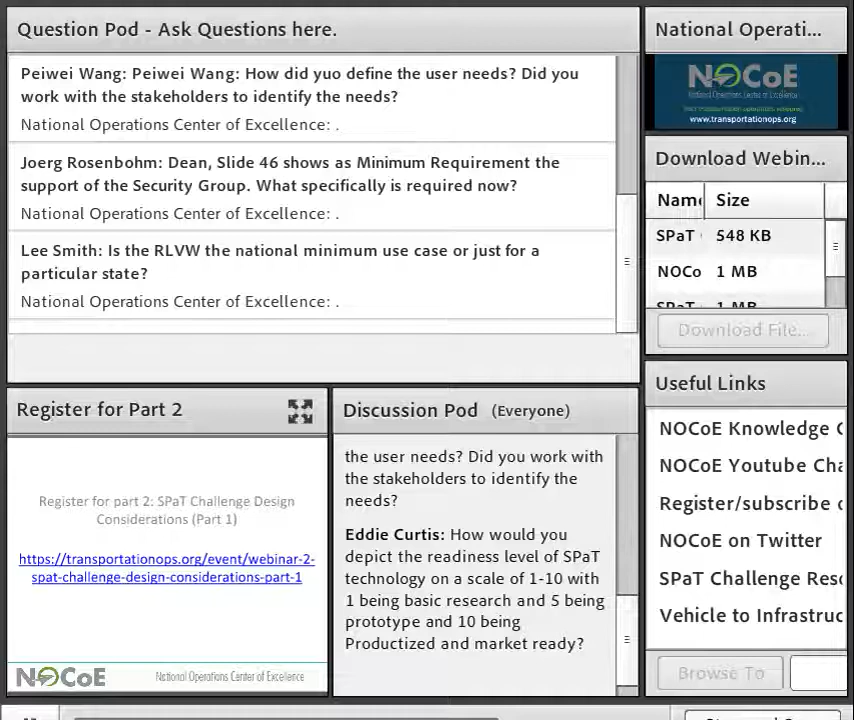 Question Pod - Ask Questions here.
Peiwei Wang: Peiwei Wang: How did yuo define the user needs? Did you
work with the stakeholders to identify the needs?
National Operations Center of Excellence: .
Joerg Rosenbohm: Dean, Slide 46 shows as Minimum Requirement the
support of the Security Group. What specifically is required now?
National Operations Center of Excellence: .
Lee Smith: Is the RLVW the national minimum use case or just for a
particular state?
National Operations Center of Excellence: .
National Operati...
NOCoE
National Operations Center of Excellence
www.transportationops.org
Download Webin...
Name Size
SPaT 548 KB
NOCo 1 MB
SPaT 1 MB
Download File...
Register for Part 2
Register for part 2: SPaT Challenge Design
Considerations (Part 1)
https://transportationops.org/event/webinar-2-
spat-challenge-design-considerations-part-1
NOCoE National Operations Center of Excellence
Discussion Pod (Everyone)
the user needs? Did you work with
the stakeholders to identify the
needs?
Eddie Curtis: How would you
depict the readiness level of SPaT
technology on a scale of 1-10 with
1 being basic research and 5 being
prototype and 10 being
Productized and market ready?
Useful Links
NOCoE Knowledge C
NOCoE Youtube Cha
Register/subscribe
NOCoE on Twitter
SPaT Challenge Reso
Vehicle to Infrastruc
Browse To